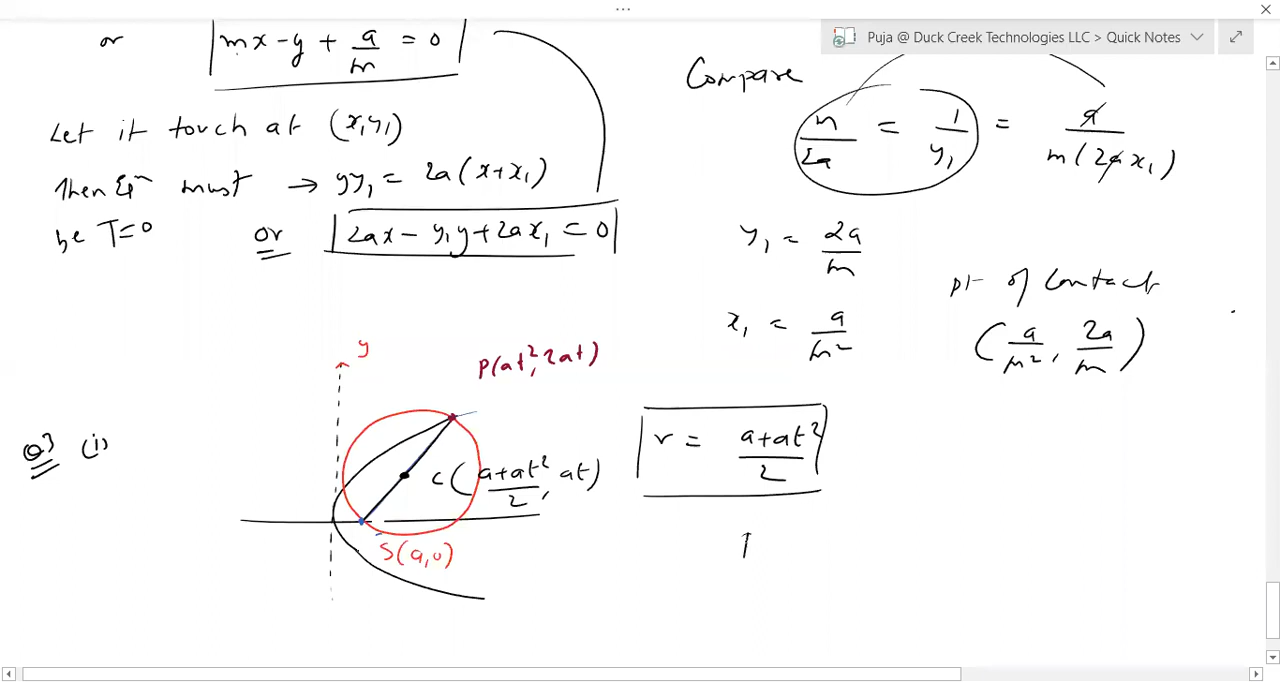 ...
Puja @ Duck Creek Technologies LLC > Quick Notes
or mx - y + a/m = 0
Let it touch at (x₁y₁)
Then Eqⁿ must → yy₁ = 2a(x+x₁)
be T=0 or 2ax - y₁y + 2ax₁ = 0
Compare
m/2a = 1/y₁ = a/m(2ax₁)
y₁ = 2a/m
x₁ = a/m²
pt of Contact
(a/m², 2a/m)
Q3 (i)
y
P(at², 2at)
C(a+at²/2, at)
S(a,0)
r = a+at²/2